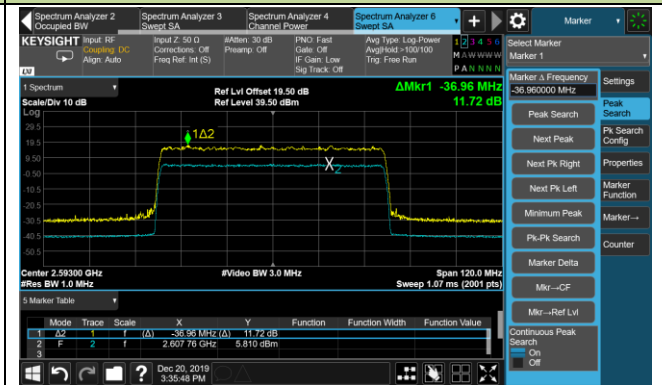 Spectrum Analyzer 2
Occupied BW
Spectrum Analyzer 3
Swept SA
Spectrum Analyzer 4
Channel Power
Spectrum Analyzer 6
Swept SA
Marker
KEYSIGHT
Input: RF
Coupling: DC
Align: Auto
Input Z: 50 Ω
Corrections: Off
Freq Ref: Int (S)
#Atten: 30 dB
Preamp: Off
PNO: Fast
Gate: Off
IF Gain: Low
Sig Track: Off
Avg Type: Log-Power
Avg|Hold:>100/100
Trig: Free Run
1 2 3 4 5 6
M A W W W W
P A N N N N
LXI
1 Spectrum
Scale/Div 10 dB
Log
Ref Lvl Offset 19.50 dB
Ref Level 39.50 dBm
ΔMkr1 -36.96 MHz
11.72 dB
29.5
19.5
9.50
-0.50
-10.5
-20.5
-30.5
-40.5
-50.5
1Δ2
X2
Center 2.59300 GHz
#Res BW 1.0 MHz
#Video BW 3.0 MHz
Span 120.0 MHz
Sweep 1.07 ms (2001 pts)
5 Marker Table
Mode Trace Scale X Y Function Function Width Function Value
1 Δ2 1 f (Δ) -36.96 MHz (Δ) 11.72 dB
2 F 2 f 2.607 76 GHz 5.810 dBm
3
Dec 20, 2019
3:35:48 PM
Select Marker
Marker 1
Marker Δ Frequency
-36.960000 MHz
Peak Search
Next Peak
Next Pk Right
Next Pk Left
Minimum Peak
Pk-Pk Search
Marker Delta
Mkr→CF
Mkr→Ref Lvl
Continuous Peak
Search
On
Off
Settings
Peak
Search
Pk Search
Config
Properties
Marker
Function
Marker→
Counter